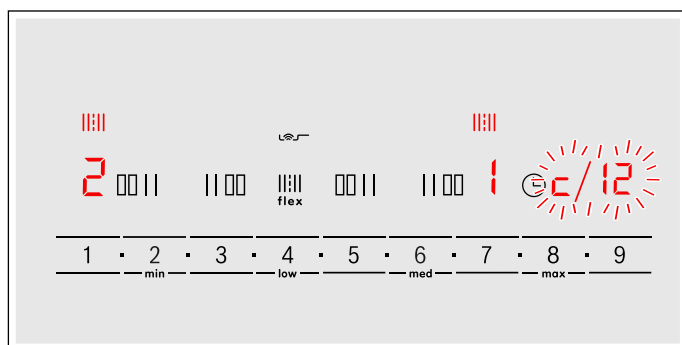 2 1 c/12
flex
1 · 2 · 3 · 4 · 5 · 6 · 7 · 8 · 9
min low med max